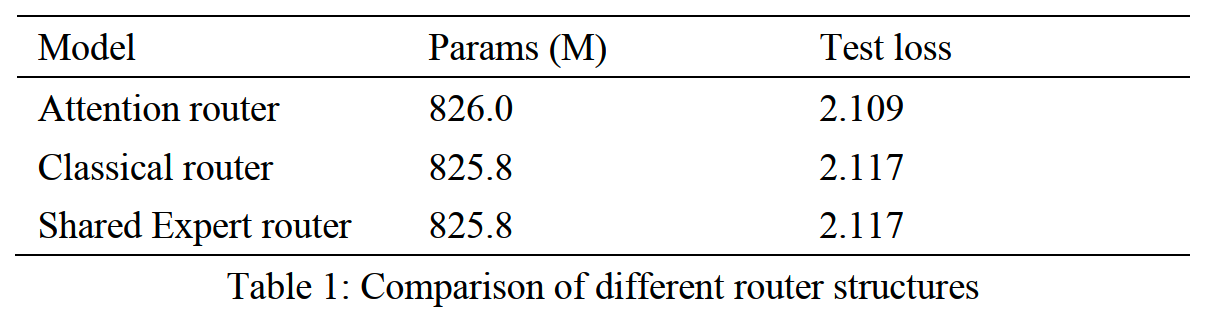 Model Params (M) Test loss
Attention router 826.0 2.109
Classical router 825.8 2.117
Shared Expert router 825.8 2.117
Table 1: Comparison of different router structures